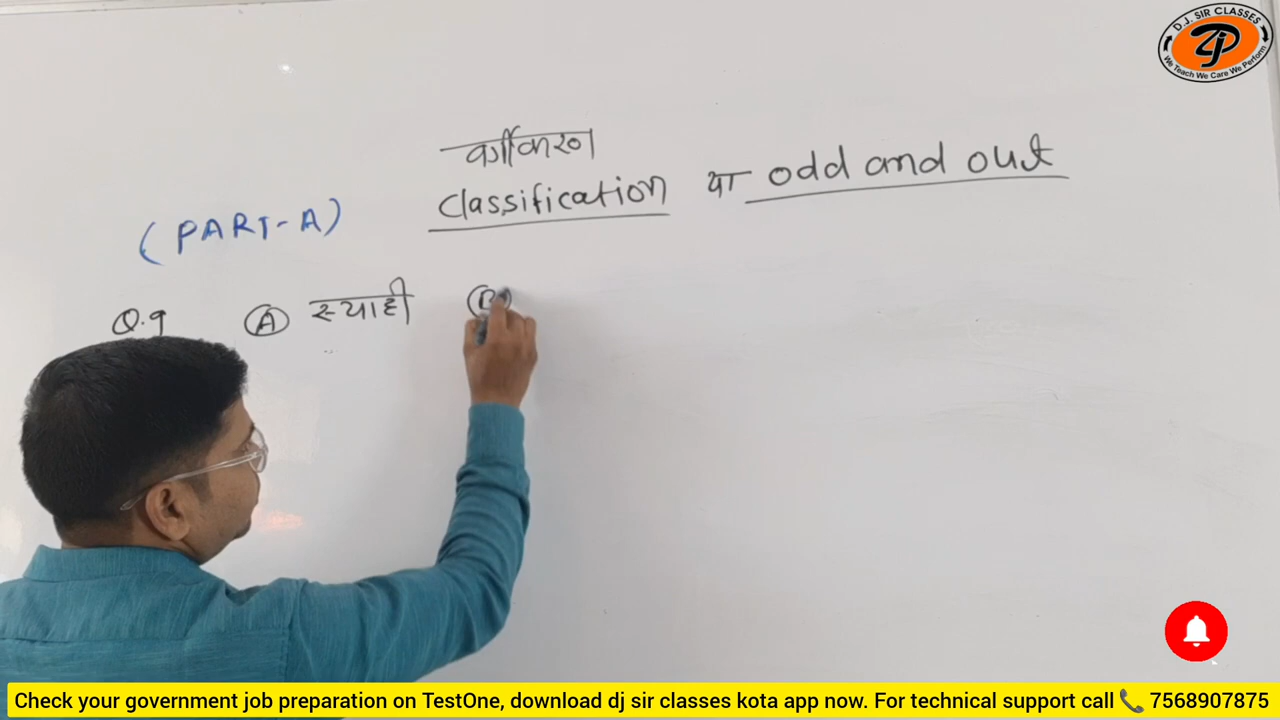 D.J. SIR CLASSES
We Teach We Care We Perform
वर्गीकरण
Classification या odd and out
(PART-A)
Q.9 (A) स्याही (B)
Check your government job preparation on TestOne, download dj sir classes kota app now. For technical support call 📞 7568907875